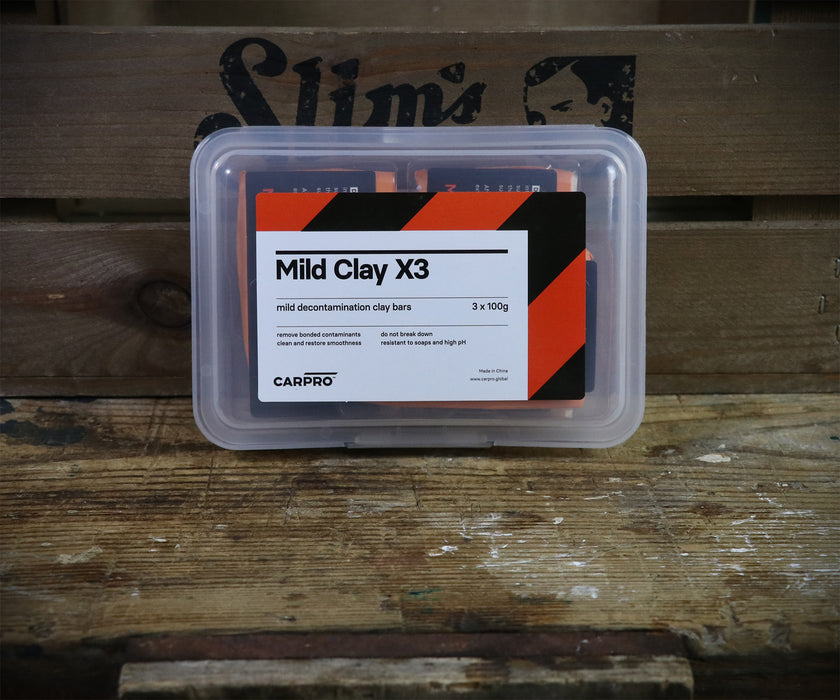 Slim's
Mild Clay X3
mild decontamination clay bars
3 x 100g
remove bonded contaminants
clean and restore smoothness
do not break down
resistant to soaps and high pH
Made in China
www.carpro.global
CARPRO